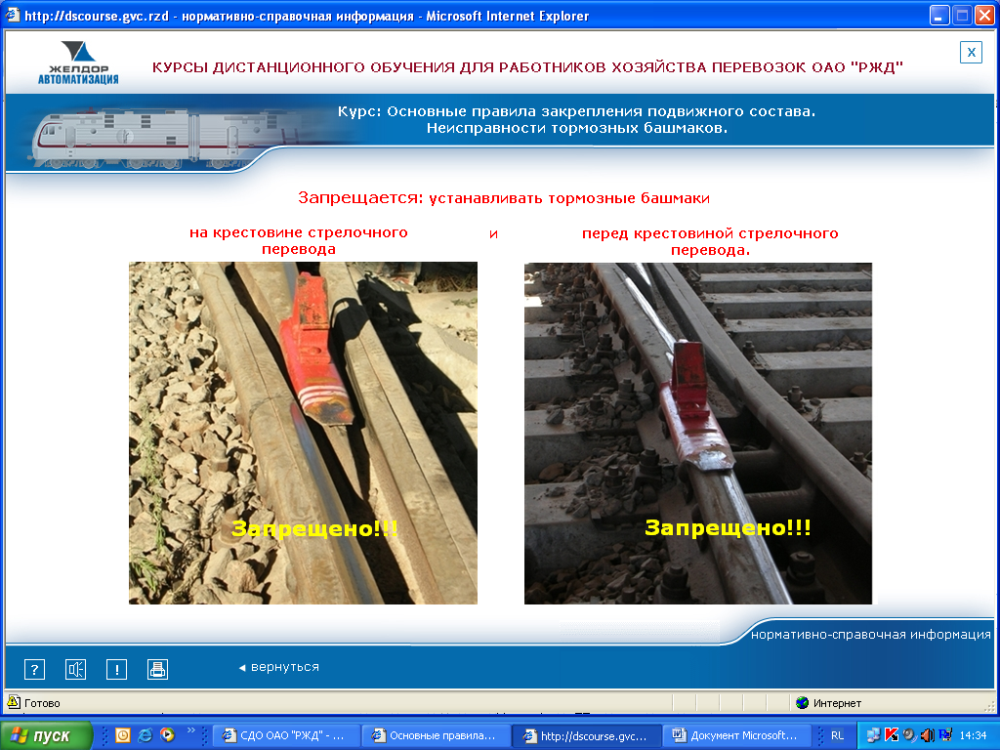 http://dscourse.gvc.rzd - нормативно-справочная информация - Microsoft Internet Explorer
X
ЖЕЛДОР
АВТОМАТИЗАЦИЯ
КУРСЫ ДИСТАНЦИОННОГО ОБУЧЕНИЯ ДЛЯ РАБОТНИКОВ ХОЗЯЙСТВА ПЕРЕВОЗОК ОАО "РЖД"
Курс: Основные правила закрепления подвижного состава.
Неисправности тормозных башмаков.
Запрещается: устанавливать тормозные башмаки
на крестовине стрелочного
перевода
и
перед крестовиной стрелочного
перевода.
Запрещено!!!
Запрещено!!!
нормативно-справочная информация
?
!
вернуться
Готово
Интернет
пуск
»
СДО ОАО "РЖД" - ...
Основные правила...
http://dscourse.gvc...
Документ Microsoft...
RL
14:34